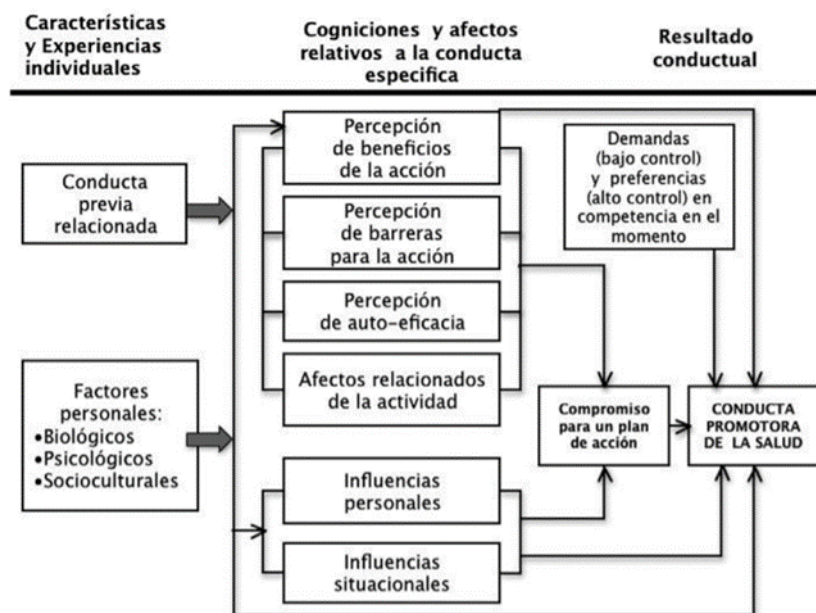 Características
y Experiencias
individuales
Cogniciones y afectos
relativos a la conducta
especifica
Resultado
conductual
Conducta
previa
relacionada
Factores
personales:
•Biológicos
•Psicológicos
•Socioculturales
Percepción
de beneficios
de la acción
Percepción
de barreras
para la acción
Percepción
de auto-eficacia
Afectos relacionados
de la actividad
Influencias
personales
Influencias
situacionales
Demandas
(bajo control)
y preferencias
(alto control) en
competencia en el
momento
Compromiso
para un plan
de acción
CONDUCTA
PROMOTORA
DE LA SALUD